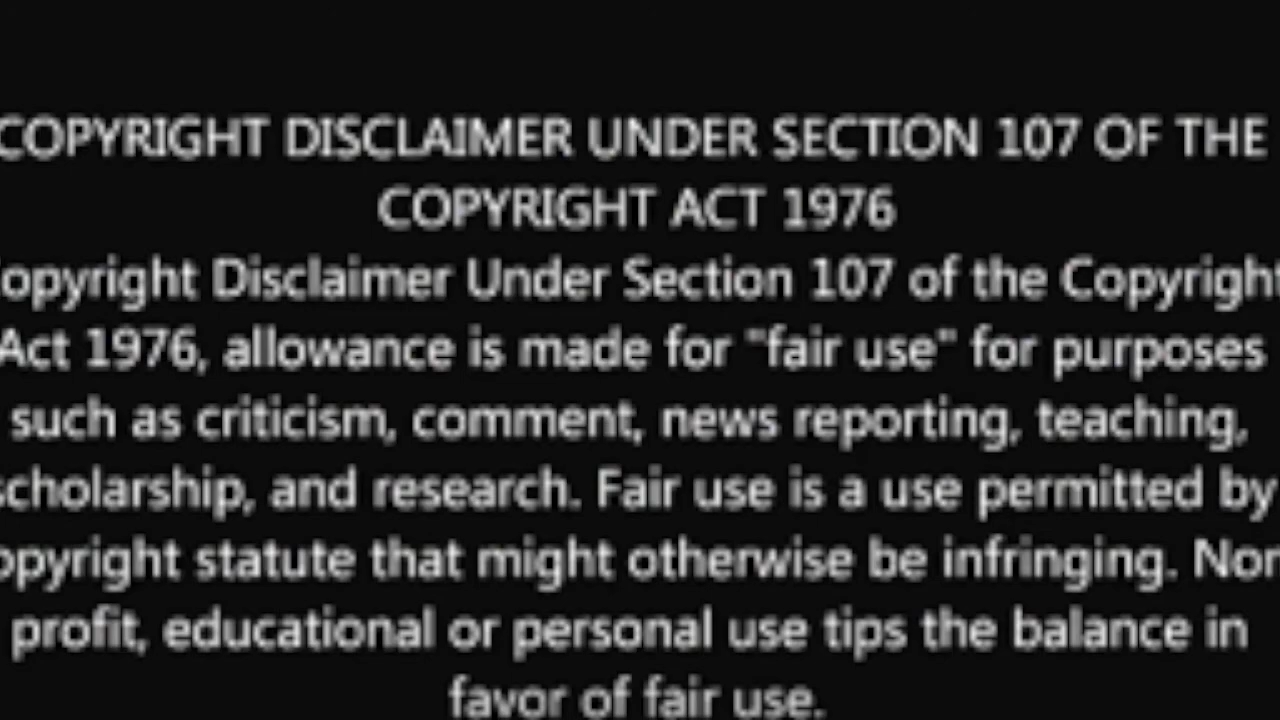 COPYRIGHT DISCLAIMER UNDER SECTION 107 OF THE
COPYRIGHT ACT 1976
opyright Disclaimer Under Section 107 of the Copyright
Act 1976, allowance is made for "fair use" for purposes
such as criticism, comment, news reporting, teaching,
scholarship, and research. Fair use is a use permitted by
opyright statute that might otherwise be infringing. Non
profit, educational or personal use tips the balance in
favor of fair use.